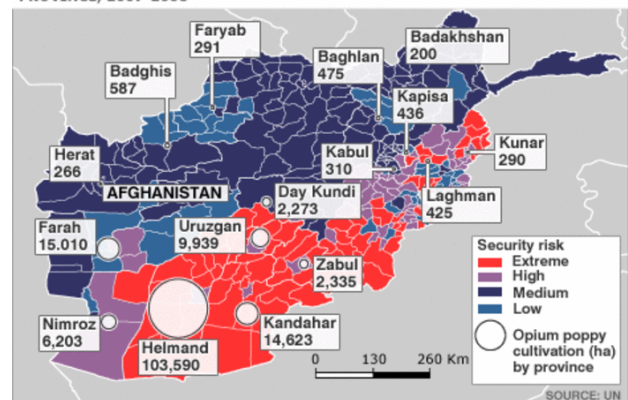 Faryab
291
Badakhshan
200
Baghlan
475
Badghis
587
Kapisa
436
Kunar
290
Herat
266
Kabul
310
AFGHANISTAN
Day Kundi
2,273
Laghman
425
Farah
15.010
Uruzgan
9,939
Zabul
2,335
Nimroz
6,203
Helmand
103,590
Kandahar
14,623
Security risk
Extreme
High
Medium
Low
Opium poppy
cultivation (ha)
by province
0 130 260 Km
SOURCE: UN